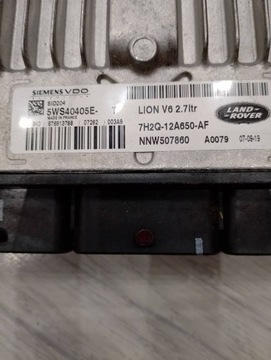 SIEMENS VDO
SID204
5WS40405E-
MADE IN FRANCE
LION V6 2.7ltr
7H2Q-12A650-AF
NNW507860 A0079 07-09-19
LAND-
ROVER